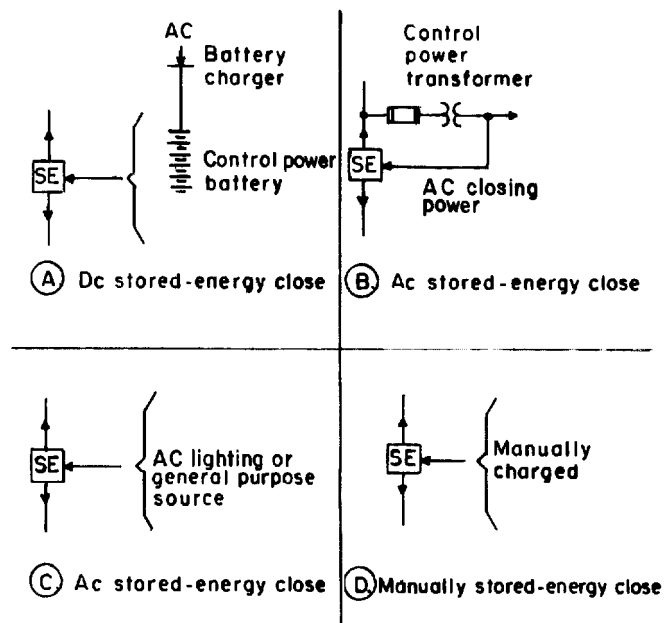 AC
Battery
charger
SE
Control power
battery
A Dc stored-energy close
Control
power
transformer
SE
AC closing
power
B. Ac stored-energy close
SE
AC lighting or
general purpose
source
C Ac stored-energy close
SE
Manually
charged
D. Manually stored-energy close